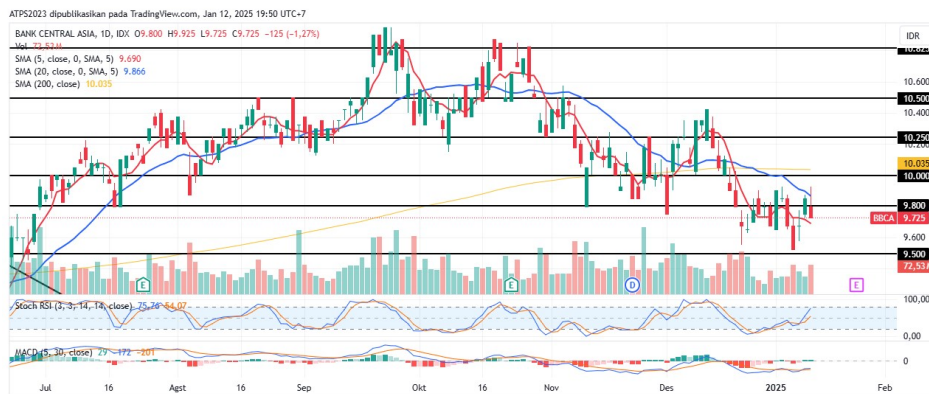 ATPS2023 dipublikasikan pada TradingView.com, Jan 12, 2025 19:50 UTC+7
BANK CENTRAL ASIA, 1D, IDX O9.800 H9.925 L9.725 C9.725 −125 (−1,27%)
IDR
Vol 72,53M
SMA (5, close, 0, SMA, 5) 9.690
SMA (20, close, 0, SMA, 5) 9.866
SMA (200, close) 10.035
10.825
10.600
10.500
10.400
10.250
10.200
10.035
10.000
9.800
BBCA 9.725
9.600
9.500
72,53M
E
E
D
E
Stoch RSI (3, 3, 14, 14, close) 75,76 54,07
100,00
0,00
MACD (5, 30, close) 29 −172 −201
0
Jul 16 Agst 16 Sep Okt 16 Nov Des 2025 Feb